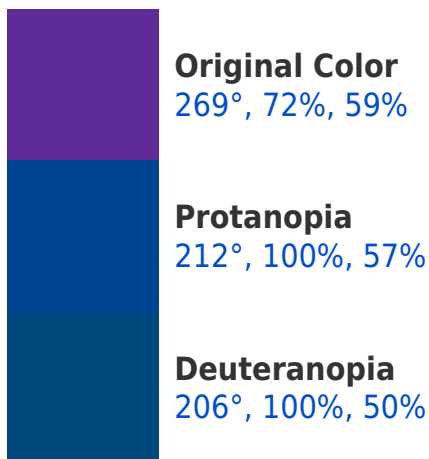 Original Color
269°, 72%, 59%
Protanopia
212°, 100%, 57%
Deuteranopia
206°, 100%, 50%